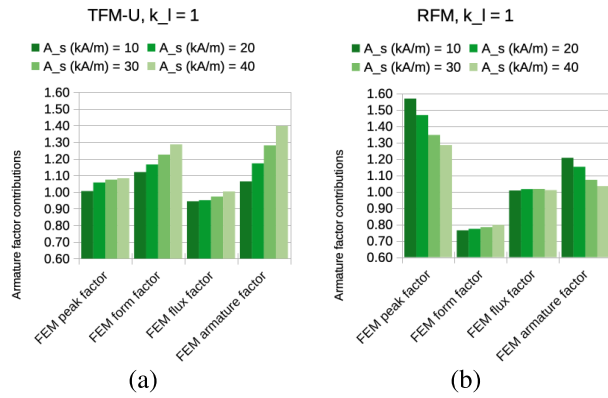 TFM-U, k_l = 1
A_s (kA/m) = 10 A_s (kA/m) = 20
A_s (kA/m) = 30 A_s (kA/m) = 40
Armature factor contributions
1.60
1.50
1.40
1.30
1.20
1.10
1.00
0.90
0.80
0.70
0.60
FEM peak factor
FEM form factor
FEM flux factor
FEM armature factor
(a)
RFM, k_l = 1
A_s (kA/m) = 10 A_s (kA/m) = 20
A_s (kA/m) = 30 A_s (kA/m) = 40
Armature factor contributions
1.60
1.50
1.40
1.30
1.20
1.10
1.00
0.90
0.80
0.70
0.60
FEM peak factor
FEM form factor
FEM flux factor
FEM armature factor
(b)